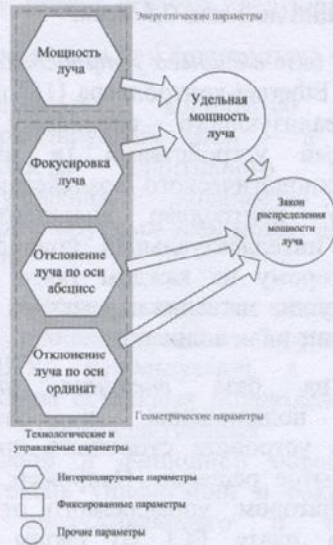 Энергетические параметры
Мощность
луча
Удельная
мощность
луча
Фокусировка
луча
Закон
распределения
мощности
луча
Отклонение
луча по оси
абсцисс
Отклонение
луча по оси
ординат
Геометрические параметры
Технологические и
управляемые параметры
Интерполируемые параметры
Фиксированные параметры
Прочие параметры